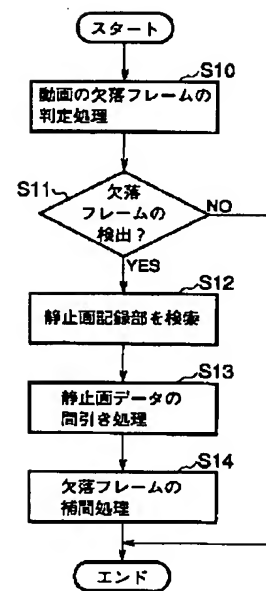 スタート
S10
動画の欠落フレームの
判定処理
S11
欠落
フレームの
検出?
NO
YES
S12
静止画記録部を検索
S13
静止画データの
間引き処理
S14
欠落フレームの
補間処理
エンド